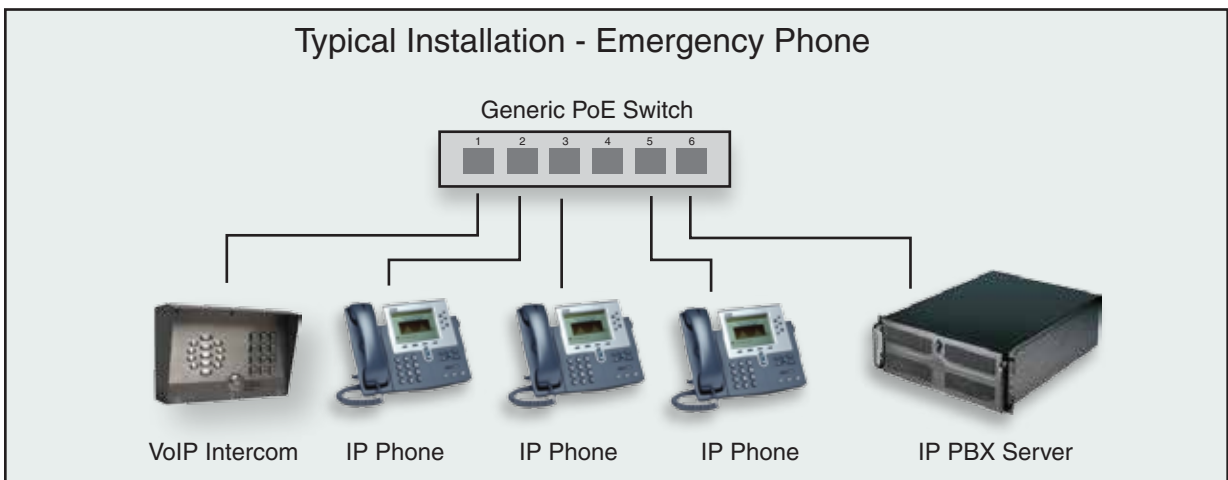 Typical Installation - Emergency Phone
Generic PoE Switch
1 2 3 4 5 6
VoIP Intercom IP Phone IP Phone IP Phone IP PBX Server